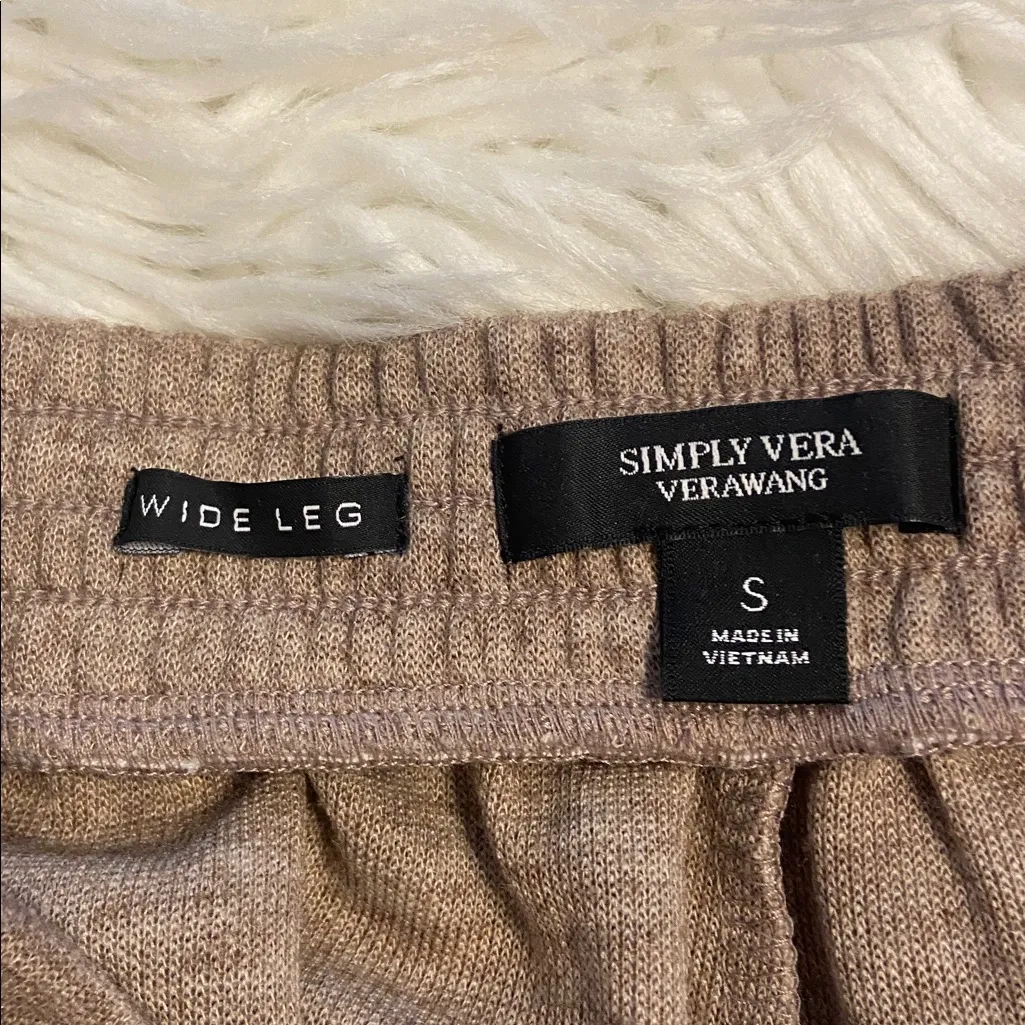 WIDE LEG
SIMPLY VERA
VERAWANG
S
MADE IN
VIETNAM